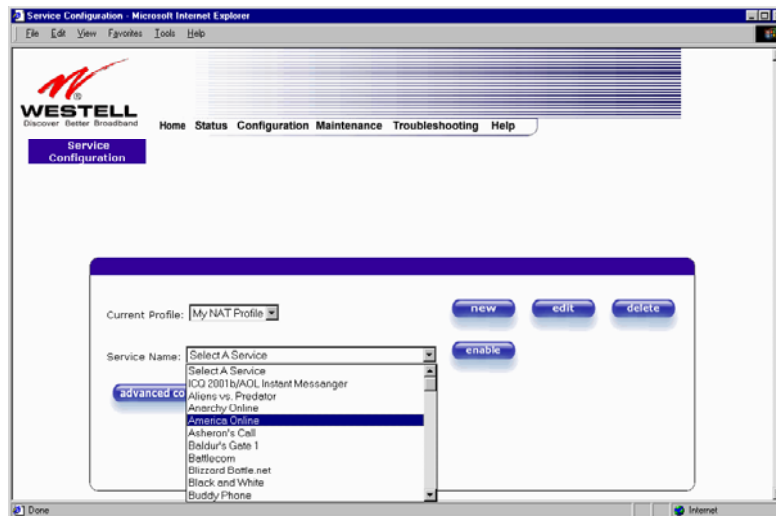 Service Configuration - Microsoft Internet Explorer
File Edit View Favorites Tools Help
WESTELL
®
Discover Better Broadband
Home Status Configuration Maintenance Troubleshooting Help
Service
Configuration
Current Profile: My NAT Profile
new edit delete
Service Name: Select A Service
enable
advanced co
Select A Service
ICQ 2001b/AOL Instant Messanger
Aliens vs. Predator
Anarchy Online
America Online
Asheron's Call
Baldur's Gate 1
Battlecom
Blizzard Battle.net
Black and White
Buddy Phone
Done
Internet